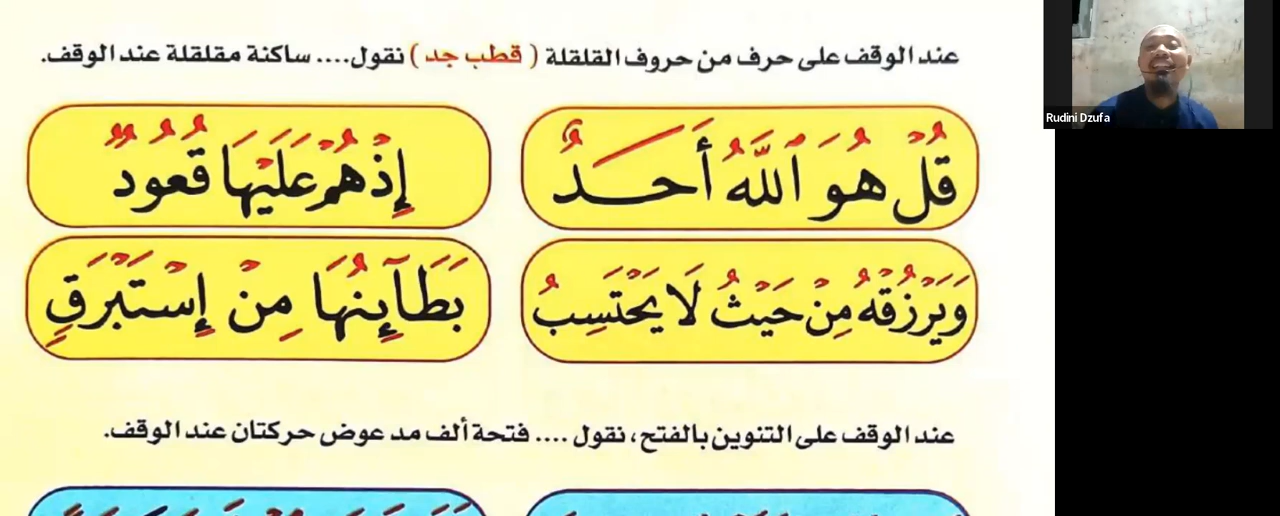 عند الوقف على حرف من حروف القلقلة ( قطب جد ) نقول.... ساكنة مقلقلة عند الوقف.
قُلْ هُوَ ٱللَّهُ أَحَـــدٌ
إِذْ هُمْ عَلَيْهَا قُعُودٌ
وَيَرْزُقْهُ مِنْ حَيْثُ لَا يَحْتَسِبُ
بَطَآئِنُهَا مِنْ إِسْتَبْرَقٍ
عند الوقف على التنوين بالفتح، نقول .... فتحة ألف مد عوض حركتان عند الوقف.
Rudini Dzufa